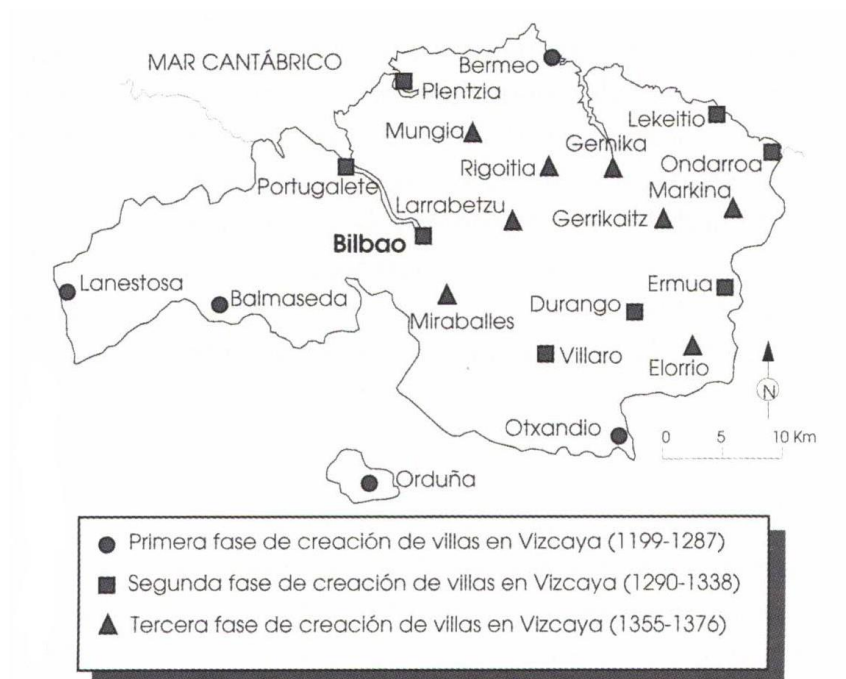 MAR CANTÁBRICO
Bermeo
Plentzia
Lekeitio
Mungia
Gernika
Rigoitia
Ondarroa
Portugalete
Markina
Larrabetzu
Gerrikaitz
Bilbao
Lanestosa
Ermua
Balmaseda
Durango
Miraballes
Villaro
Elorrio
N
Otxandio
0 5 10 Km
Orduña
Primera fase de creación de villas en Vizcaya (1199-1287)
Segunda fase de creación de villas en Vizcaya (1290-1338)
Tercera fase de creación de villas en Vizcaya (1355-1376)